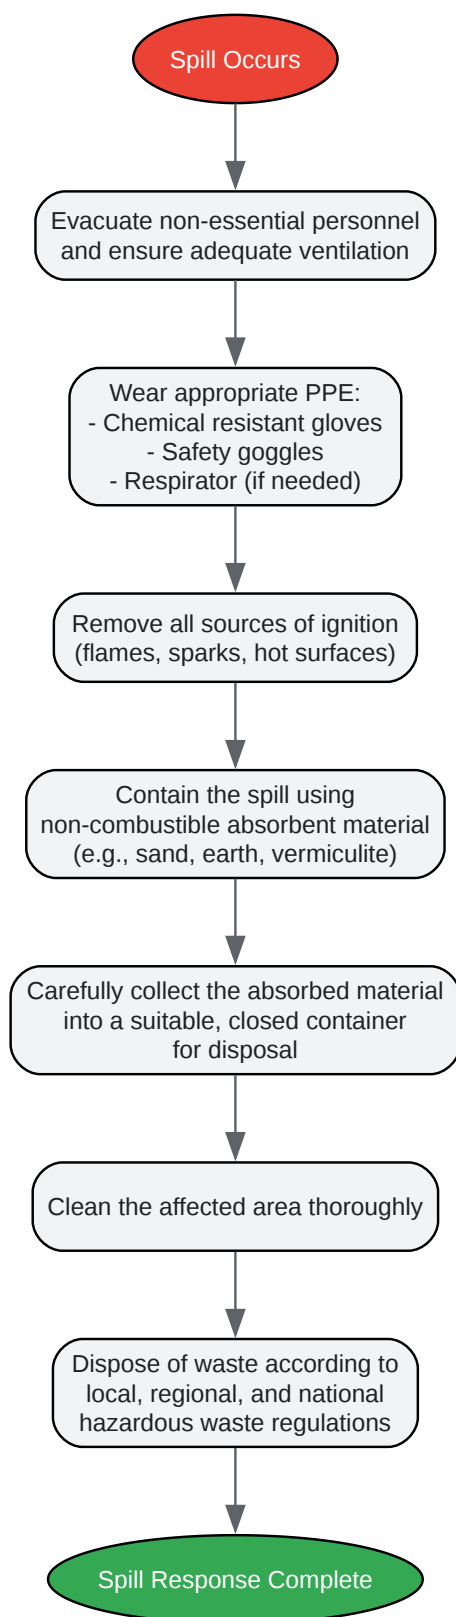 Spill Occurs
Evacuate non-essential personnel
and ensure adequate ventilation
Wear appropriate PPE:
- Chemical resistant gloves
- Safety goggles
- Respirator (if needed)
Remove all sources of ignition
(flames, sparks, hot surfaces)
Contain the spill using
non-combustible absorbent material
(e.g., sand, earth, vermiculite)
Carefully collect the absorbed material
into a suitable, closed container
for disposal
Clean the affected area thoroughly
Dispose of waste according to
local, regional, and national
hazardous waste regulations
Spill Response Complete